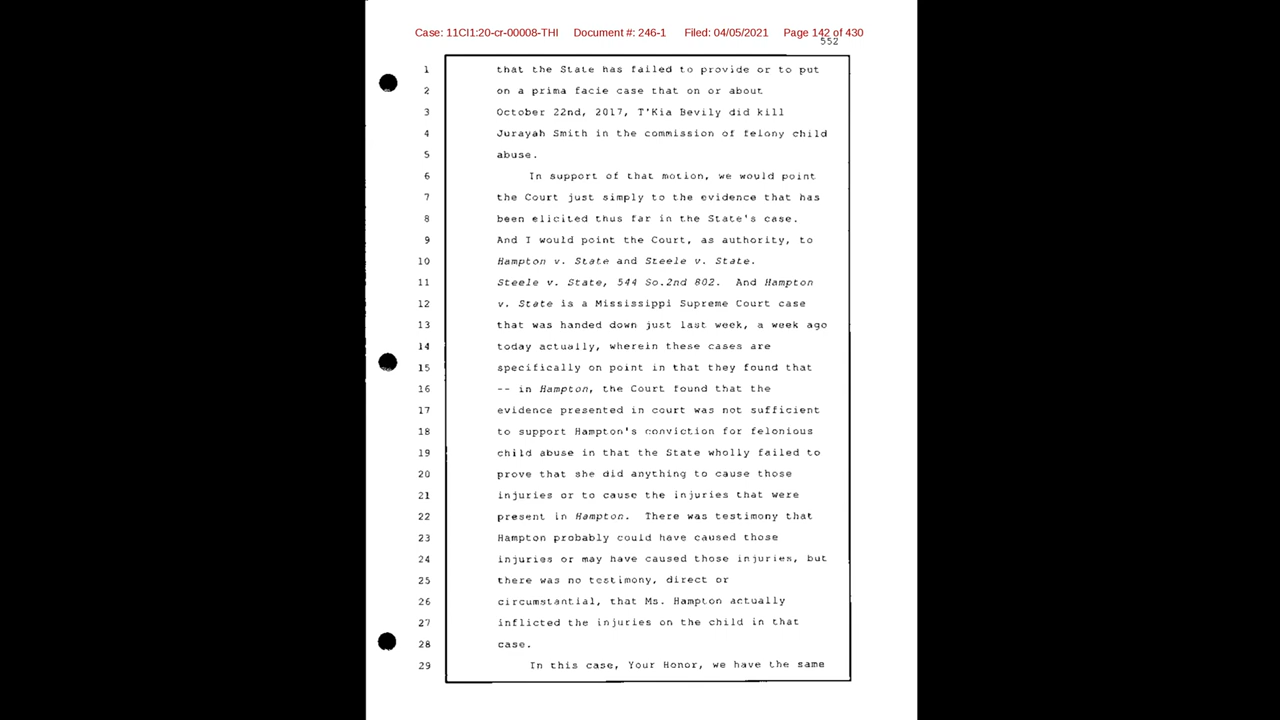 Case: 11CI1:20-cr-00008-THI Document #: 246-1 Filed: 04/05/2021 Page 142 of 430
552
1 that the State has failed to provide or to put
2 on a prima facie case that on or about
3 October 22nd, 2017, T'Kia Bevily did kill
4 Jurayah Smith in the commission of felony child
5 abuse.
6 In support of that motion, we would point
7 the Court just simply to the evidence that has
8 been elicited thus far in the State's case.
9 And I would point the Court, as authority, to
10 Hampton v. State and Steele v. State.
11 Steele v. State, 544 So.2nd 802. And Hampton
12 v. State is a Mississippi Supreme Court case
13 that was handed down just last week, a week ago
14 today actually, wherein these cases are
15 specifically on point in that they found that
16 -- in Hampton, the Court found that the
17 evidence presented in court was not sufficient
18 to support Hampton's conviction for felonious
19 child abuse in that the State wholly failed to
20 prove that she did anything to cause those
21 injuries or to cause the injuries that were
22 present in Hampton. There was testimony that
23 Hampton probably could have caused those
24 injuries or may have caused those injuries, but
25 there was no testimony, direct or
26 circumstantial, that Ms. Hampton actually
27 inflicted the injuries on the child in that
28 case.
29 In this case, Your Honor, we have the same